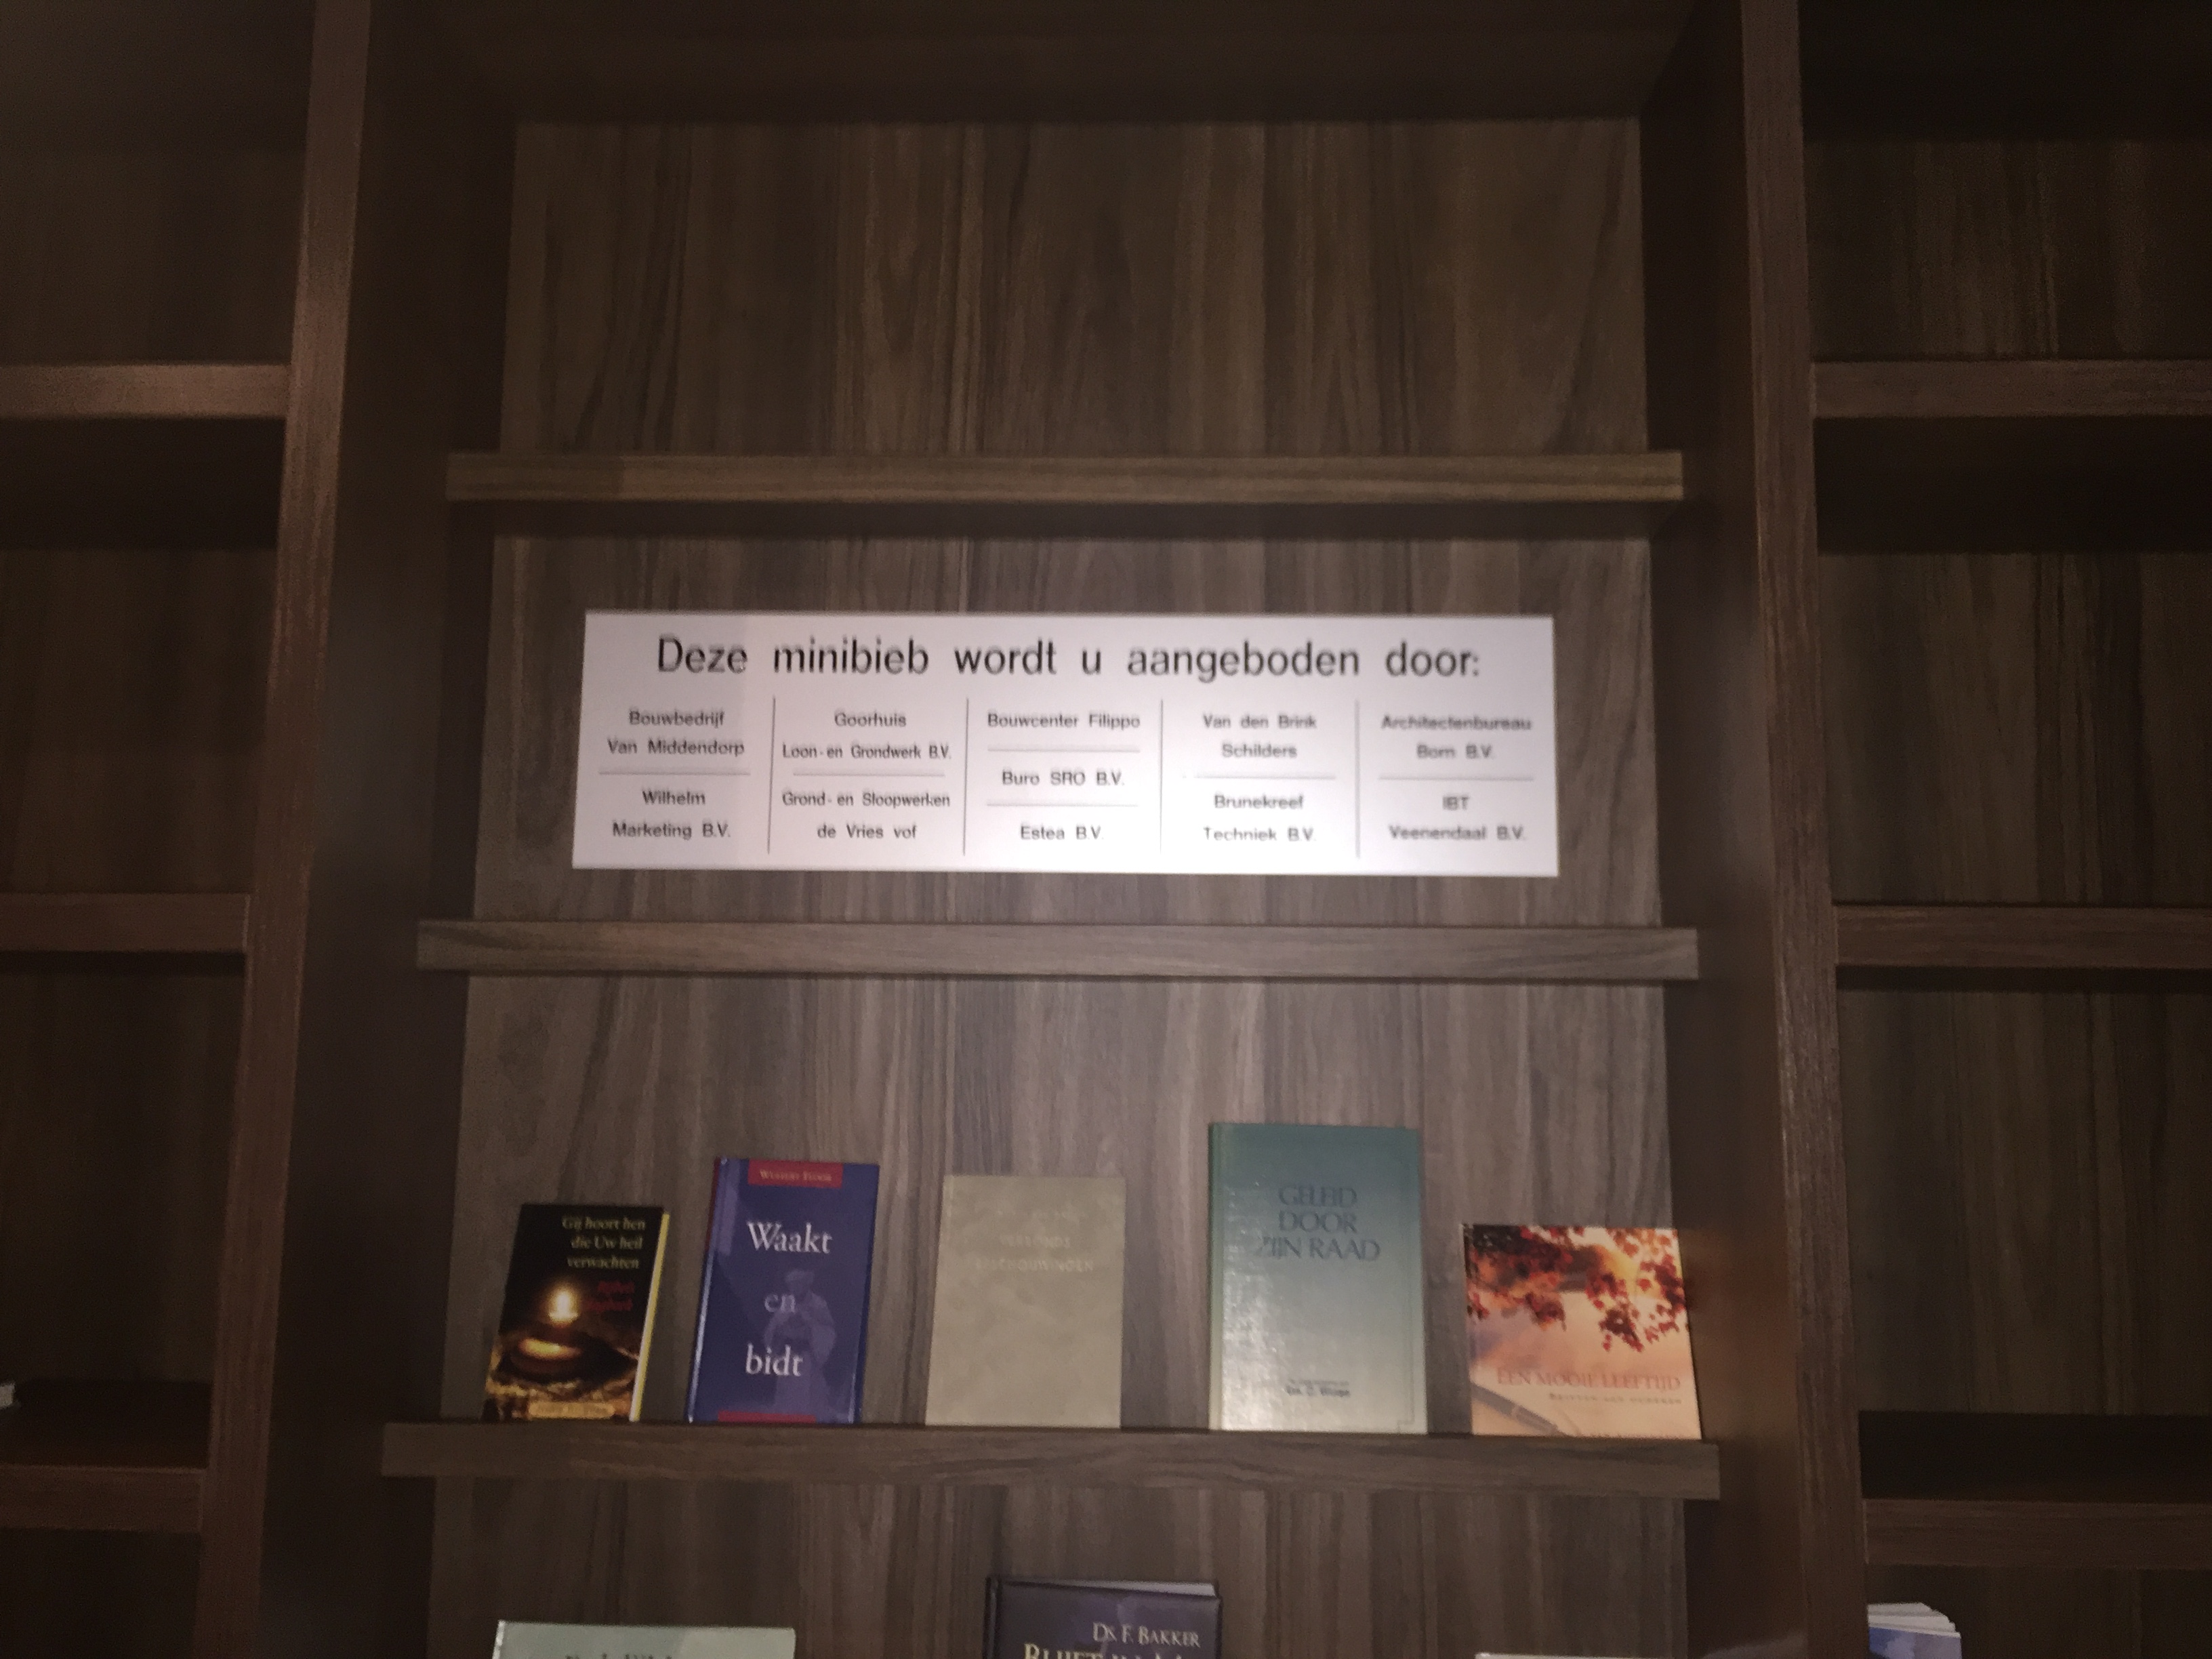 Deze minibieb wordt u aangeboden door:
Bouwbedrijf
Van Middendorp
Wilhelm
Marketing B.V.
Goorhuis
Loon- en Grondwerk B.V.
Grond- en Sloopwerken
de Vries vof
Bouwcenter Filippo
Buro SRO B.V.
Estea B.V.
Van den Brink
Schilders
Brunekreef
Techniek B.V.
Architectenbureau
Born B.V.
IBT
Veenendaal B.V.
Gij hoort hen
die Uw heil
verwachten
Waakt
en
bidt
GELEID
DOOR
ZIJN RAAD
EEN MOOIE LEEFTIJD
DS. F. BAKKER